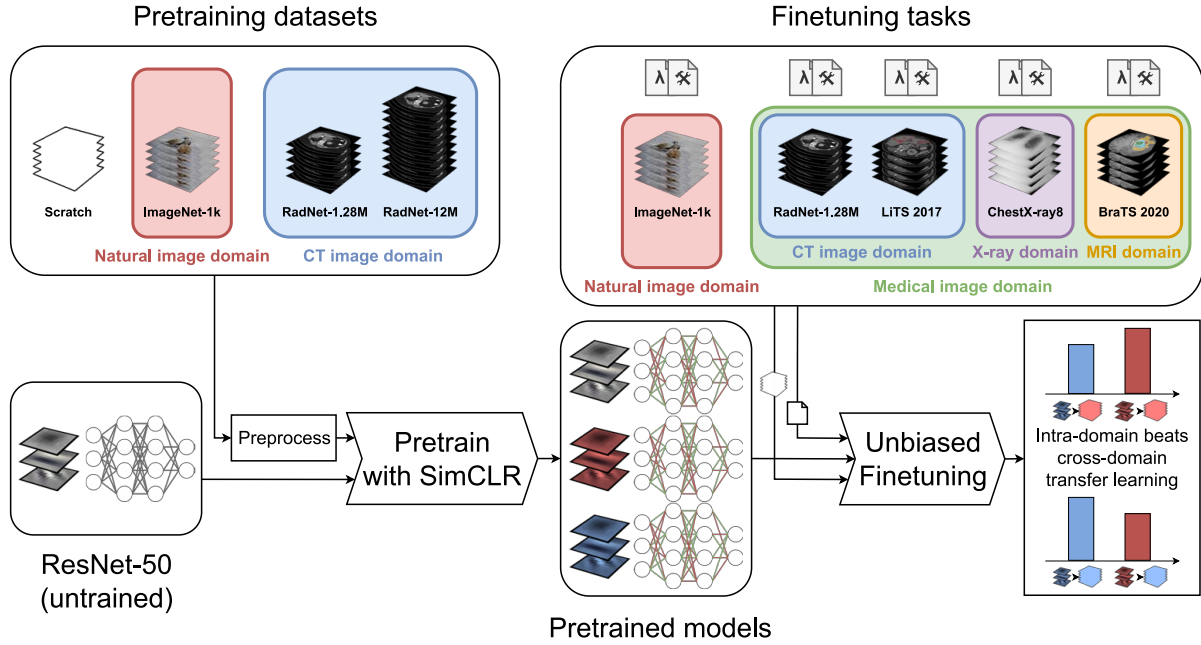 Pretraining datasets
Finetuning tasks
Scratch
ImageNet-1k
RadNet-1.28M
RadNet-12M
Natural image domain
CT image domain
λ
λ
λ
λ
λ
ImageNet-1k
RadNet-1.28M
LiTS 2017
ChestX-ray8
BraTS 2020
CT image domain
X-ray domain
MRI domain
Natural image domain
Medical image domain
Preprocess
Pretrain
with SimCLR
Unbiased
Finetuning
Intra-domain beats
cross-domain
transfer learning
ResNet-50
(untrained)
Pretrained models